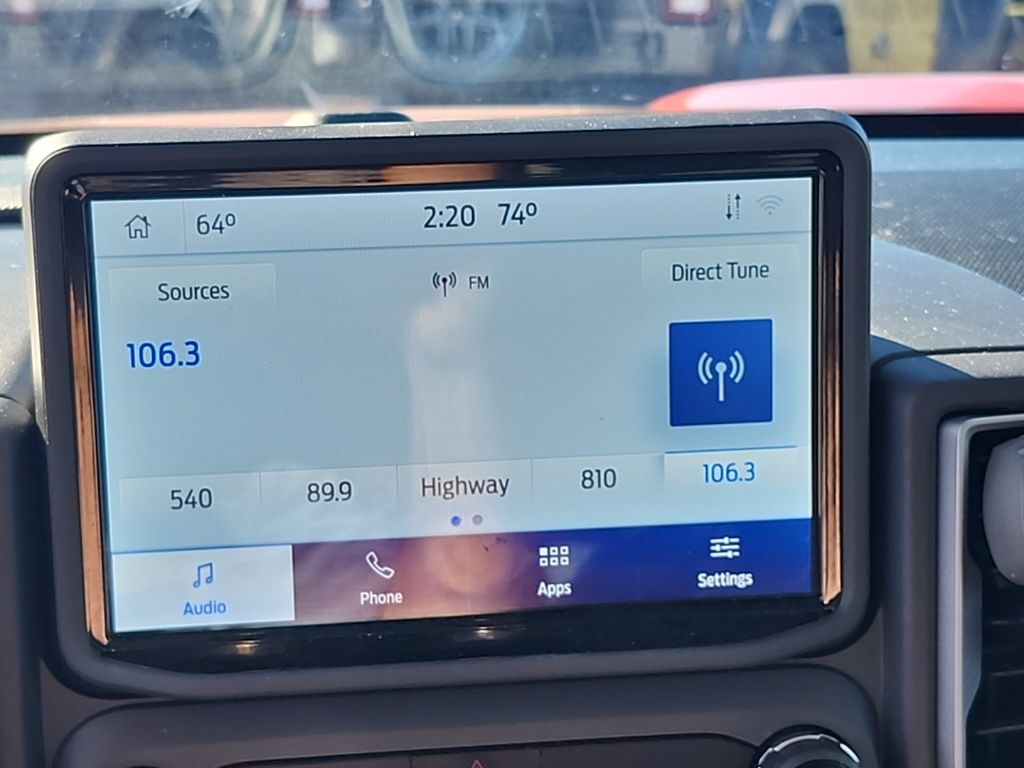 64º 2:20 74º
Sources FM Direct Tune
106.3
540 89.9 Highway 810 106.3
Audio Phone Apps Settings